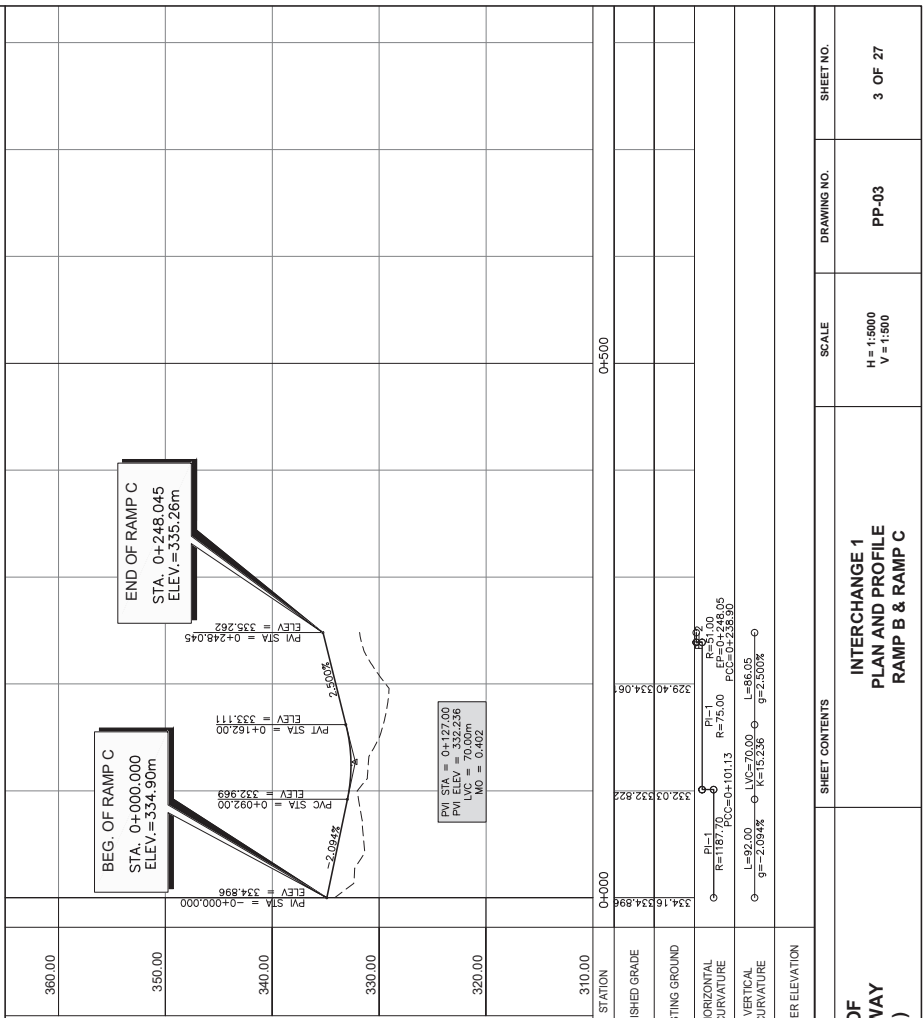 360.00
350.00
340.00
330.00
320.00
310.00
BEG. OF RAMP C
STA. 0+000.000
ELEV.=334.90m
END OF RAMP C
STA. 0+248.045
ELEV.=335.26m
PVI STA = -0+000.000
ELEV = 334.896
-2.094%
PVC STA = 0+092.00
ELEV = 332.969
PVT STA = 0+162.00
ELEV = 333.111
2.500%
PVI STA = 0+248.045
ELEV = 335.262
PVI STA = 0+127.00
PVI ELEV = 332.236
LVC = 70.00m
MO = 0.402
STATION
0+000
0+500
ISHED GRADE
334.896
332.822
334.061
STING GROUND
334.16
332.03
329.40
ORIZONTAL
URVATURE
PI-1
R=1187.70
PCC=0+101.13
PI-1
R=75.00
R=51.00
EP=0+248.05
PCC=0+238.90
VERTICAL
URVATURE
L=92.00
g=-2.094%
LVC=70.00
K=15.236
L=86.05
g=2.500%
ER ELEVATION
OF
WAY
)
SHEET CONTENTS
INTERCHANGE 1
PLAN AND PROFILE
RAMP B & RAMP C
SCALE
H = 1:5000
V = 1:500
DRAWING NO.
PP-03
SHEET NO.
3 OF 27